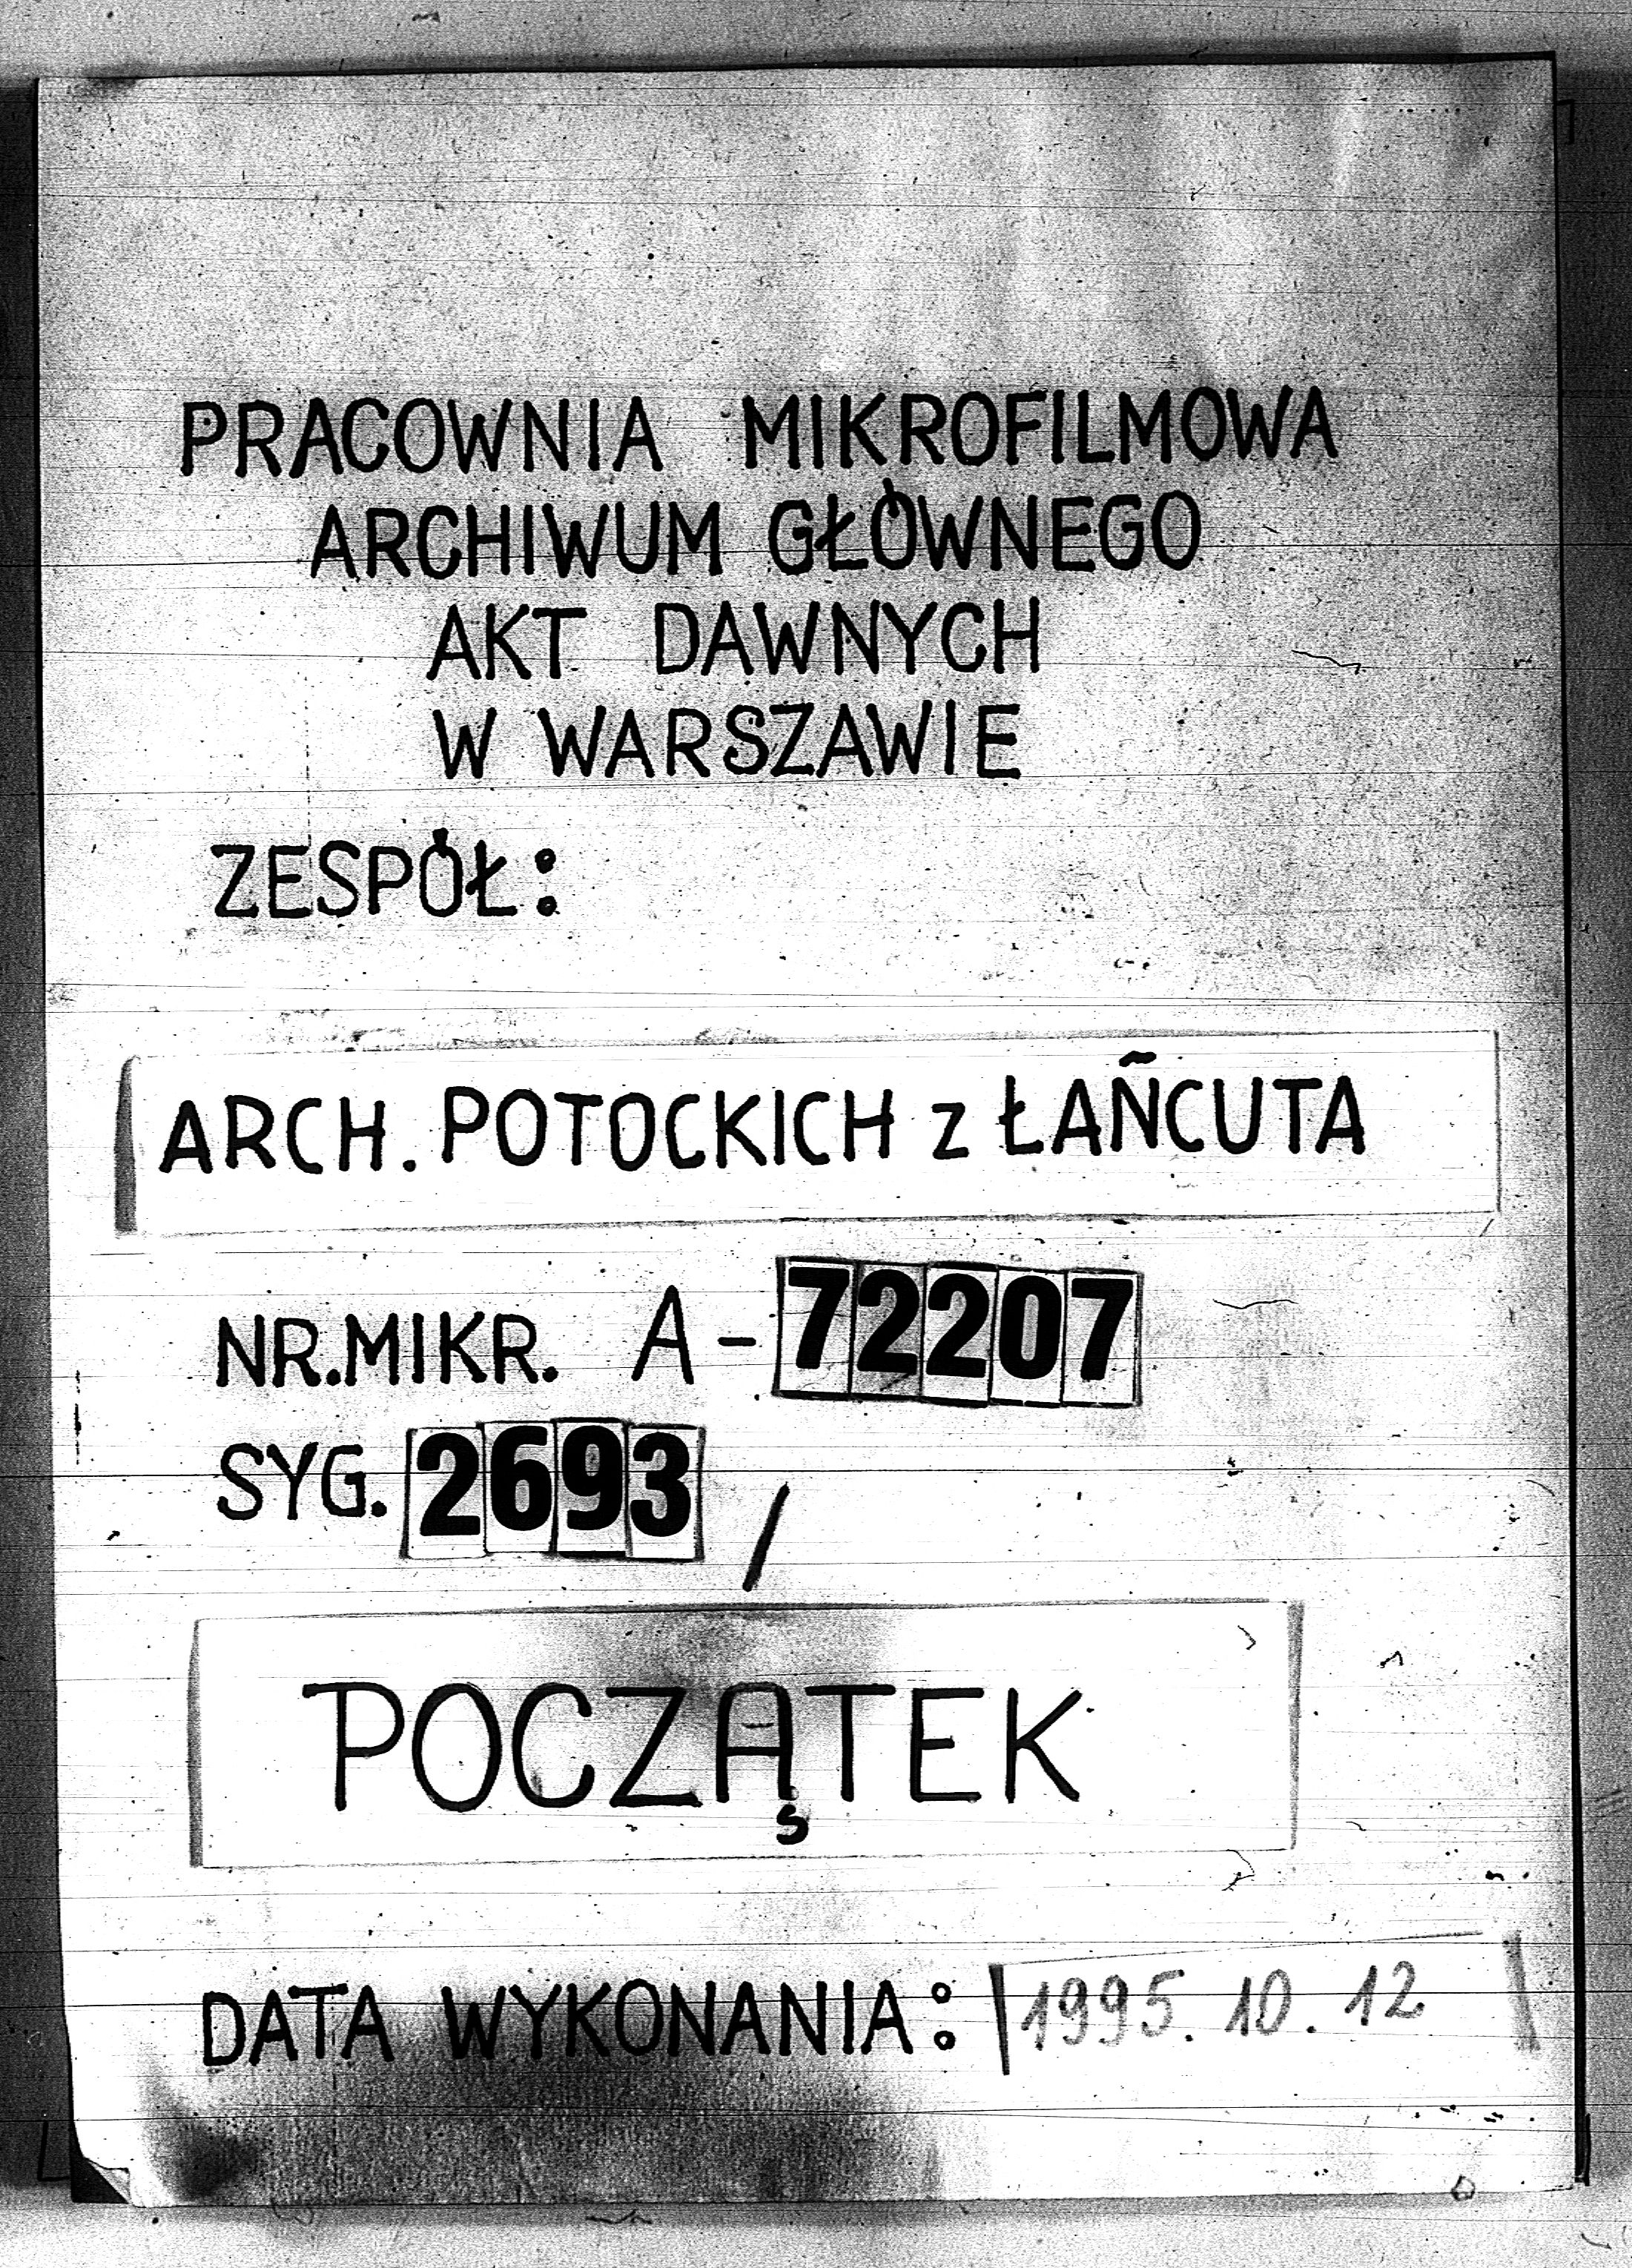 PRACOWNIA MIKROFILMOWA
ARCHIWUM GŁÓWNEGO
AKT DAWNYCH
W WARSZAWIE
ZESPÓŁ:
ARCH. POTOCKICH z ŁAŃCUTA
NR.MIKR. A-72207
SYG. 2693 /
POCZĄTEK
DATA WYKONANIA: 1995. 10. 12